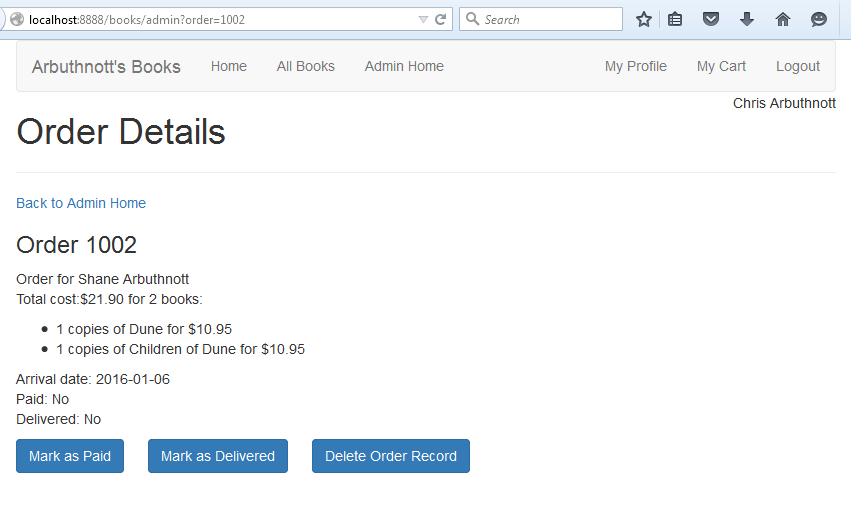 localhost:8888/books/admin?order=1002
Search
Arbuthnott's Books Home All Books Admin Home My Profile My Cart Logout
Chris Arbuthnott
Order Details
Back to Admin Home
Order 1002
Order for Shane Arbuthnott
Total cost:$21.90 for 2 books:
1 copies of Dune for $10.95
1 copies of Children of Dune for $10.95
Arrival date: 2016-01-06
Paid: No
Delivered: No
Mark as Paid Mark as Delivered Delete Order Record